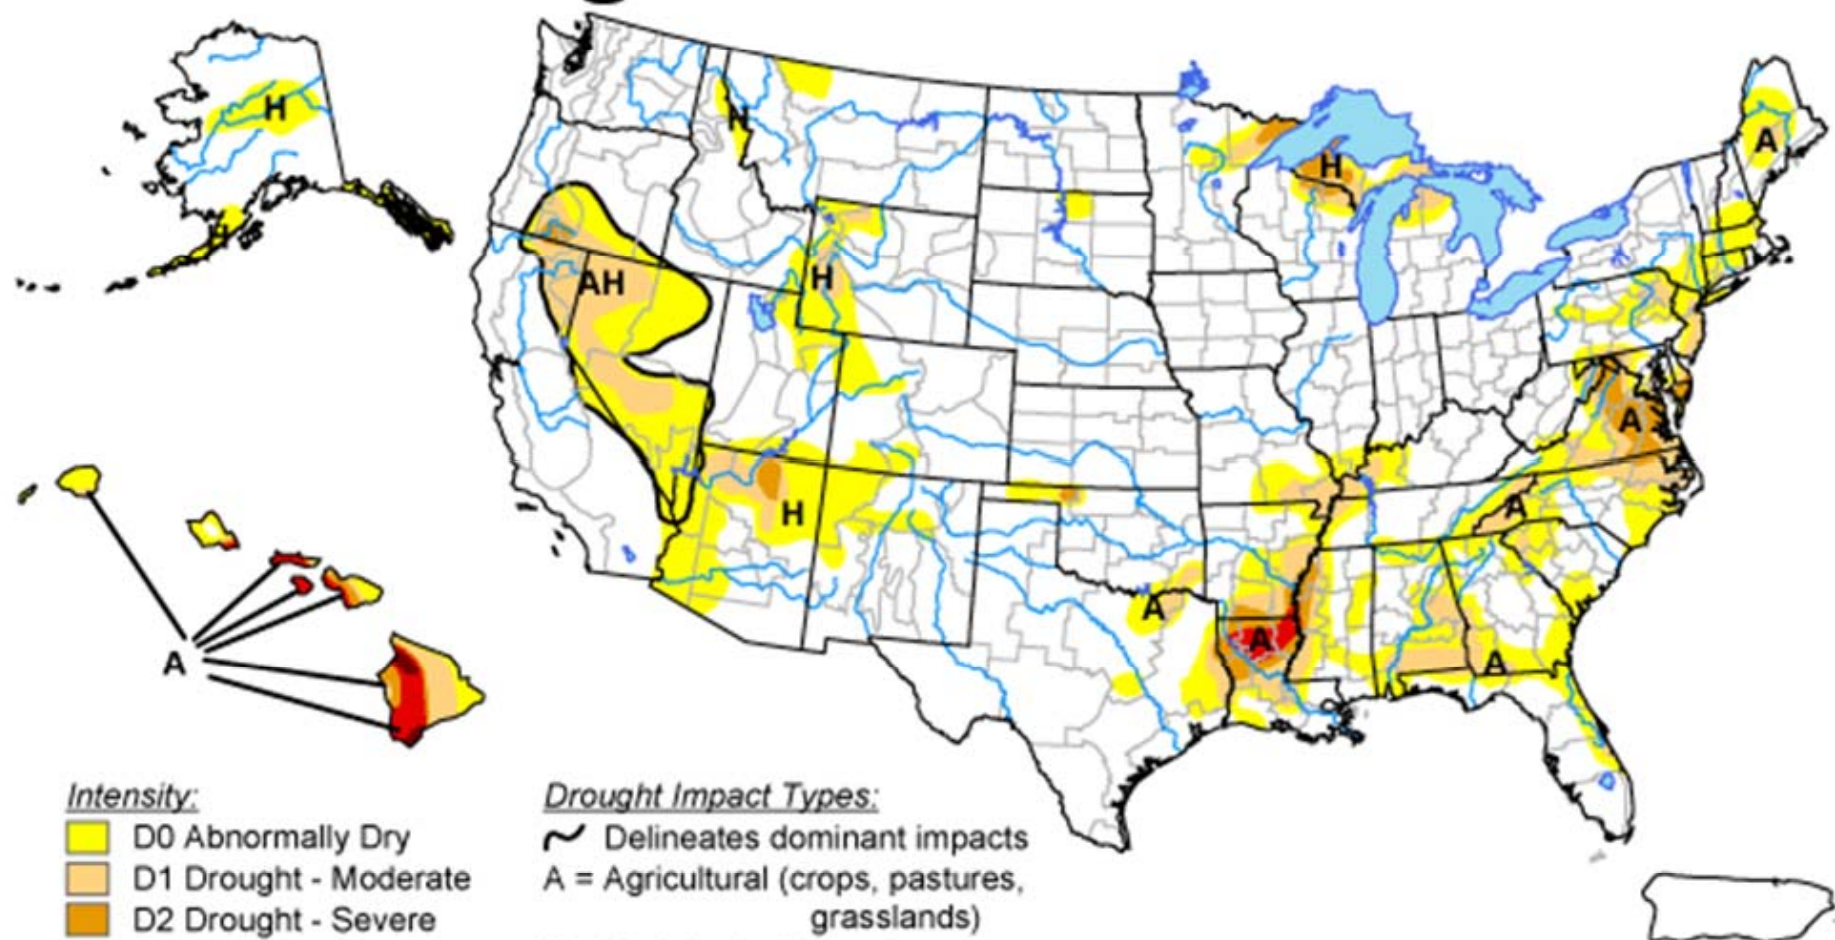 H
H
A
H
H
AH
H
A
H
A
A
A
A
A
A
Intensity:
D0 Abnormally Dry
D1 Drought - Moderate
D2 Drought - Severe
Drought Impact Types:
Delineates dominant impacts
A = Agricultural (crops, pastures,
grasslands)